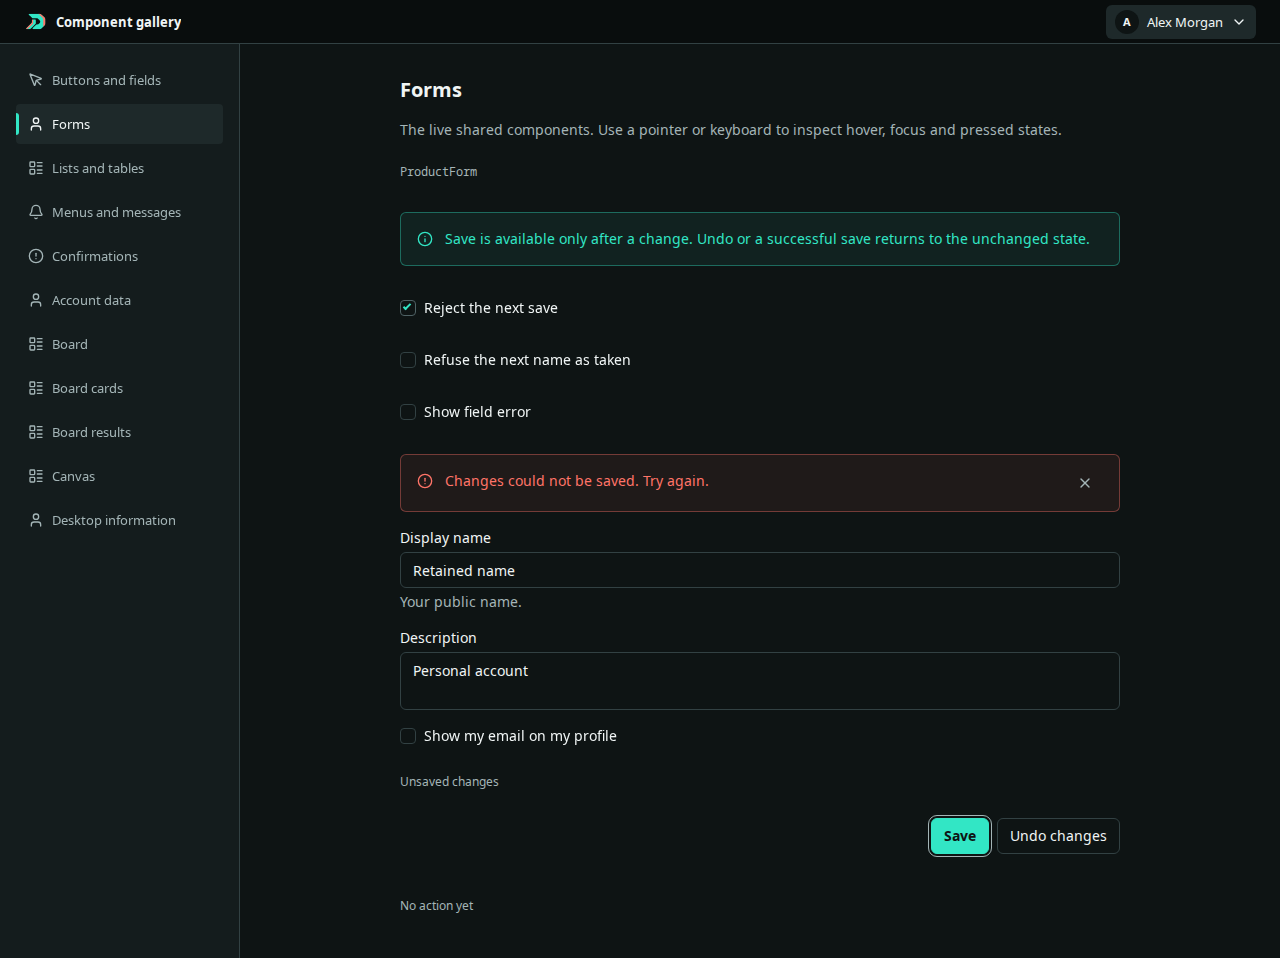 Component gallery
A Alex Morgan
Buttons and fields
Forms
Lists and tables
Menus and messages
Confirmations
Account data
Board
Board cards
Board results
Canvas
Desktop information
Forms
The live shared components. Use a pointer or keyboard to inspect hover, focus and pressed states.
ProductForm
Save is available only after a change. Undo or a successful save returns to the unchanged state.
Reject the next save
Refuse the next name as taken
Show field error
Changes could not be saved. Try again.
Display name
Retained name
Your public name.
Description
Personal account
Show my email on my profile
Unsaved changes
Save Undo changes
No action yet